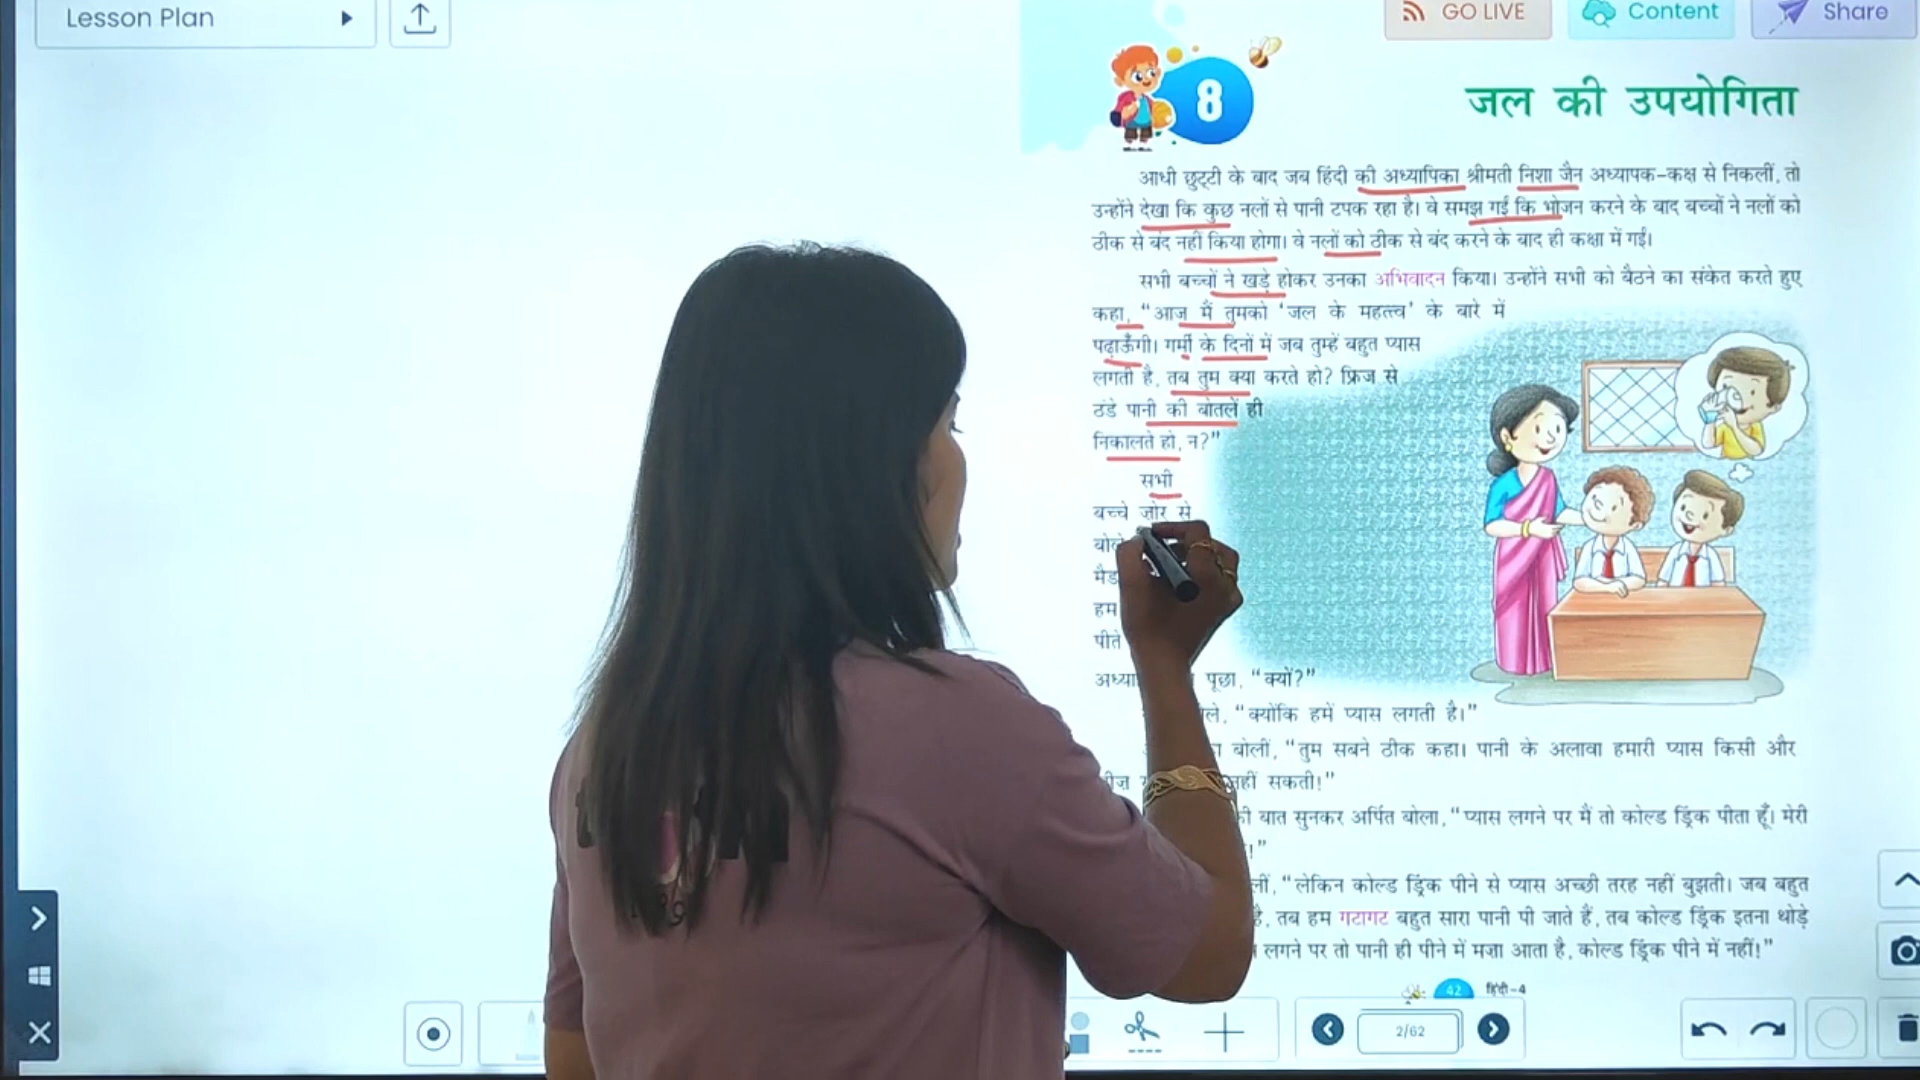 Lesson Plan
GO LIVE
Content
Share
8
जल की उपयोगिता
आधी छुट्टी के बाद जब हिंदी की अध्यापिका श्रीमती निशा जैन अध्यापक-कक्ष से निकलीं, तो
उन्होंने देखा कि कुछ नलों से पानी टपक रहा है। वे समझ गईं कि भोजन करने के बाद बच्चों ने नलों को
ठीक से बंद नहीं किया होगा। वे नलों को ठीक से बंद करने के बाद ही कक्षा में गईं।
सभी बच्चों ने खड़े होकर उनका अभिवादन किया। उन्होंने सभी को बैठने का संकेत करते हुए
कहा, “आज मैं तुमको ‘जल के महत्त्व’ के बारे में
पढ़ाऊँगी। गर्मी के दिनों में जब तुम्हें बहुत प्यास
लगती है, तब तुम क्या करते हो? फ्रिज से
ठंडे पानी की बोतलें ही
निकालते हो, न?”
सभी
बच्चे ज़ोर से
हम
पीते
पूछा, “क्यों?”
“क्योंकि हमें प्यास लगती है।”
बोलीं, “तुम सबने ठीक कहा। पानी के अलावा हमारी प्यास किसी और
नहीं सकती!”
की बात सुनकर अर्पित बोला, “प्यास लगने पर मैं तो कोल्ड ड्रिंक पीता हूँ। मेरी
“लेकिन कोल्ड ड्रिंक पीने से प्यास अच्छी तरह नहीं बुझती। जब बहुत
है, तब हम गटागट बहुत सारा पानी पी जाते हैं, तब कोल्ड ड्रिंक इतना थोड़े
लगने पर तो पानी ही पीने में मज़ा आता है, कोल्ड ड्रिंक पीने में नहीं!”
42 हिंदी-4
2/62